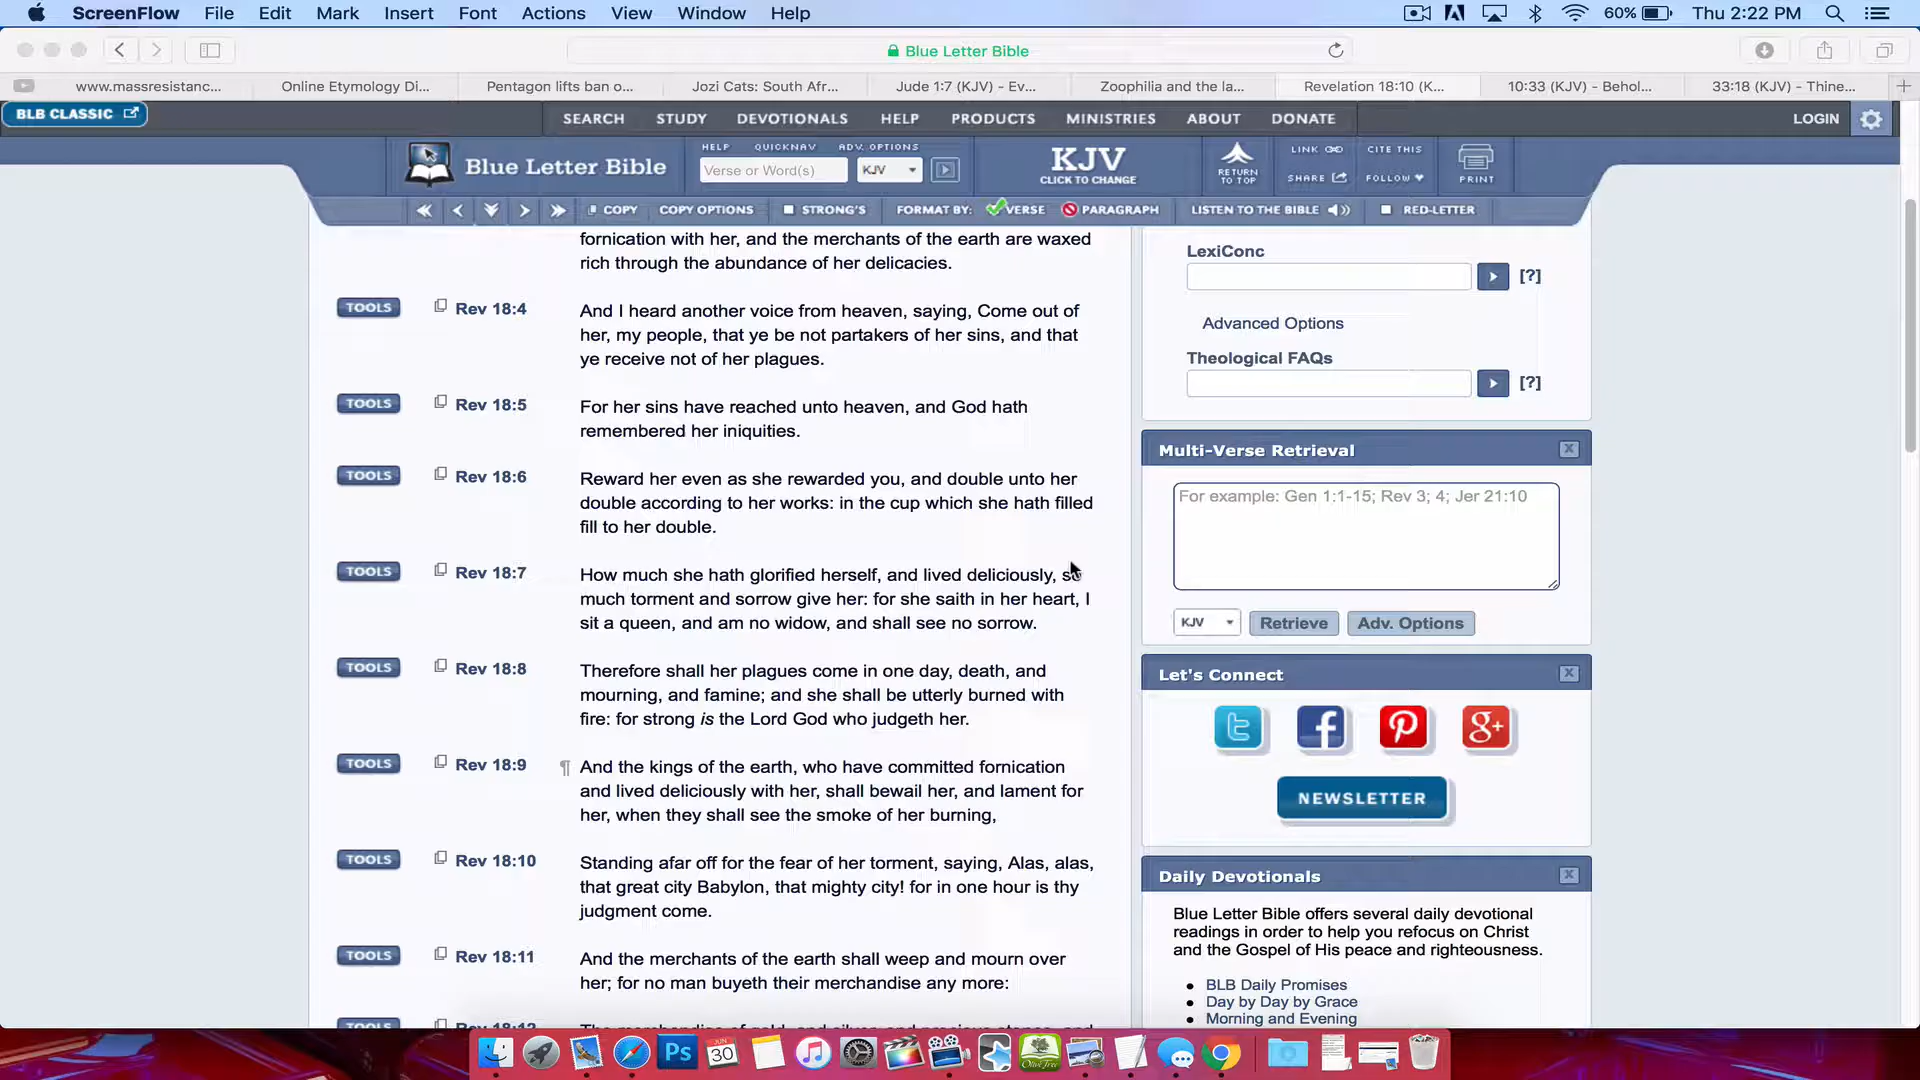 ScreenFlow File Edit Mark Insert Font Actions View Window Help 60% Thu 2:22 PM
Blue Letter Bible
www.massresistanc... Online Etymology Di... Pentagon lifts ban o... Jozi Cats: South Afr... Jude 1:7 (KJV) - Ev... Zoophilia and the la... Revelation 18:10 (K... 10:33 (KJV) - Behol... 33:18 (KJV) - Thine...
BLB CLASSIC SEARCH STUDY DEVOTIONALS HELP PRODUCTS MINISTRIES ABOUT DONATE LOGIN
HELP QUICKNAV ADV. OPTIONS
Blue Letter Bible Verse or Word(s) KJV
KJV
CLICK TO CHANGE
RETURN TO TOP
LINK CITE THIS
SHARE FOLLOW
PRINT
COPY COPY OPTIONS STRONG'S FORMAT BY: VERSE PARAGRAPH LISTEN TO THE BIBLE RED-LETTER
fornication with her, and the merchants of the earth are waxed
rich through the abundance of her delicacies.
TOOLS Rev 18:4 And I heard another voice from heaven, saying, Come out of
her, my people, that ye be not partakers of her sins, and that
ye receive not of her plagues.
TOOLS Rev 18:5 For her sins have reached unto heaven, and God hath
remembered her iniquities.
TOOLS Rev 18:6 Reward her even as she rewarded you, and double unto her
double according to her works: in the cup which she hath filled
fill to her double.
TOOLS Rev 18:7 How much she hath glorified herself, and lived deliciously, so
much torment and sorrow give her: for she saith in her heart, I
sit a queen, and am no widow, and shall see no sorrow.
TOOLS Rev 18:8 Therefore shall her plagues come in one day, death, and
mourning, and famine; and she shall be utterly burned with
fire: for strong is the Lord God who judgeth her.
TOOLS Rev 18:9 ¶ And the kings of the earth, who have committed fornication
and lived deliciously with her, shall bewail her, and lament for
her, when they shall see the smoke of her burning,
TOOLS Rev 18:10 Standing afar off for the fear of her torment, saying, Alas, alas,
that great city Babylon, that mighty city! for in one hour is thy
judgment come.
TOOLS Rev 18:11 And the merchants of the earth shall weep and mourn over
her; for no man buyeth their merchandise any more:
TOOLS Rev 18:12 The merchandise of gold, and silver, and precious stones, and
LexiConc
[?]
Advanced Options
Theological FAQs
[?]
Multi-Verse Retrieval
For example: Gen 1:1-15; Rev 3; 4; Jer 21:10
KJV Retrieve Adv. Options
Let's Connect
NEWSLETTER
Daily Devotionals
Blue Letter Bible offers several daily devotional
readings in order to help you refocus on Christ
and the Gospel of His peace and righteousness.
BLB Daily Promises
Day by Day by Grace
Morning and Evening
Ps
JUN
30
OliveTree